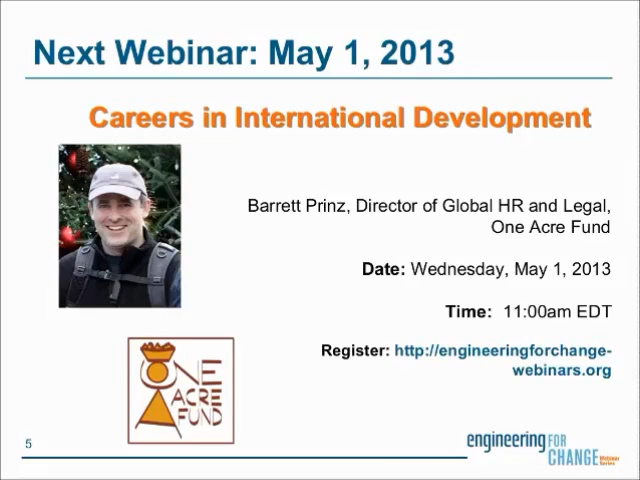 Next Webinar: May 1, 2013
Careers in International Development
Barrett Prinz, Director of Global HR and Legal,
One Acre Fund
Date: Wednesday, May 1, 2013
Time: 11:00am EDT
Register: http://engineeringforchange-
webinars.org
ONE
ACRE
FUND
5
engineering FOR
CHANGE Webinar
Series